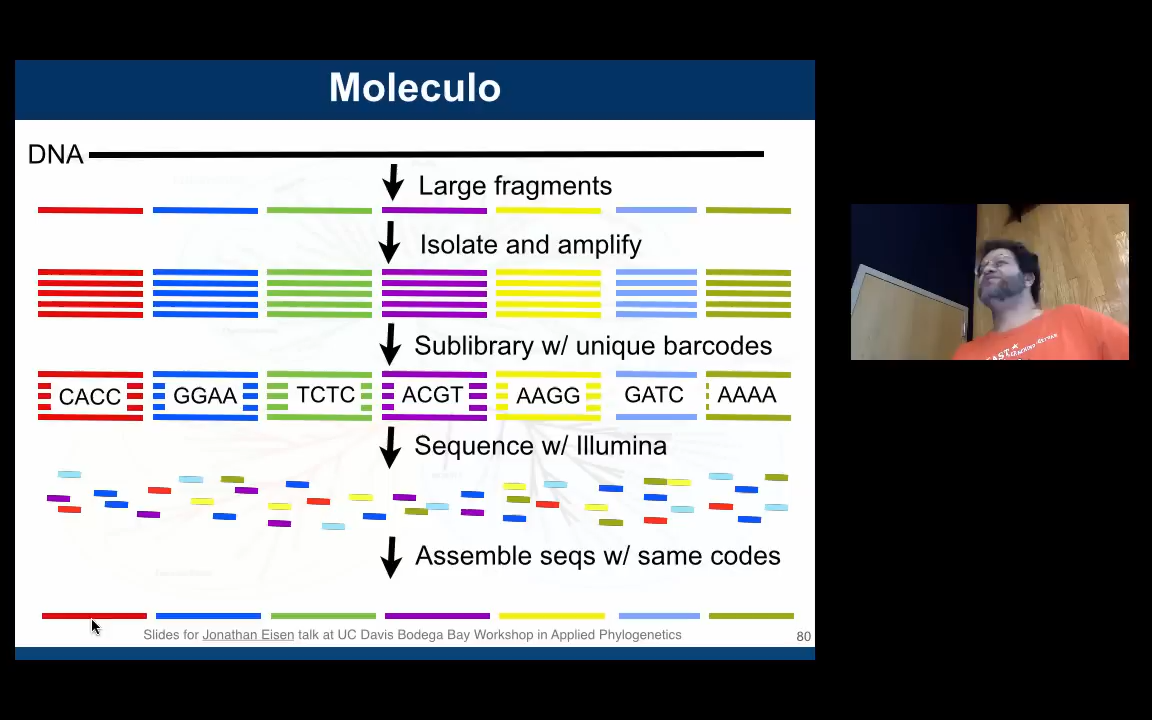 Moleculo
DNA
Large fragments
Isolate and amplify
Sublibrary w/ unique barcodes
CACC GGAA TCTC ACGT AAGG GATC AAAA
Sequence w/ Illumina
Assemble seqs w/ same codes
Slides for Jonathan Eisen talk at UC Davis Bodega Bay Workshop in Applied Phylogenetics
80